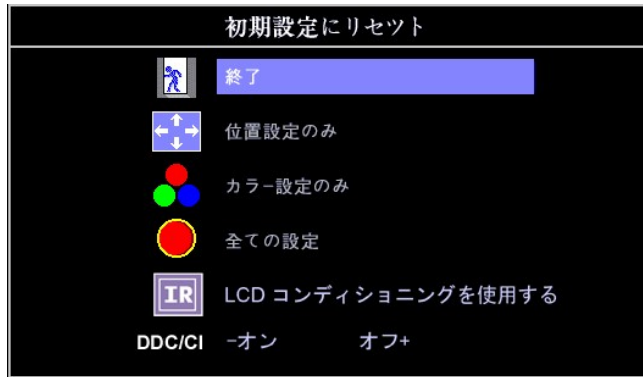 初期設定にリセツト
終了
位置設定のみ
カラー設定のみ
全ての設定
IR LCD コンディショニングを使用する
DDC/CI -オン オフ+